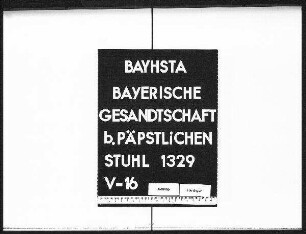 BAYHSTA
BAYERISCHE
GESANDTSCHAFT
b. PÄPSTLiCHEN
STUHL 1329
V-16